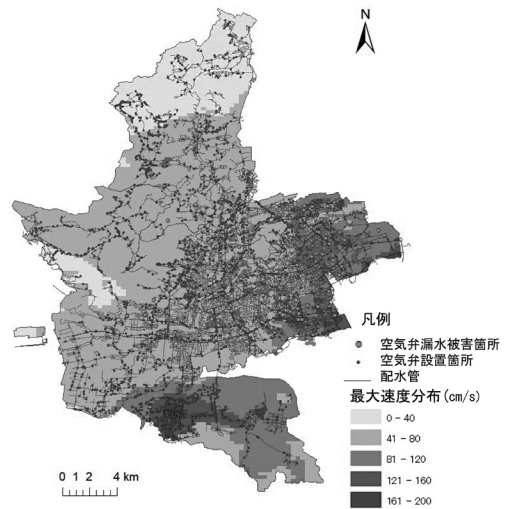 N
凡例
空気弁漏水被害箇所
空気弁設置箇所
配水管
最大速度分布(cm/s)
0 - 40
41 - 80
81 - 120
121 - 160
161 - 200
0 1 2 4 km